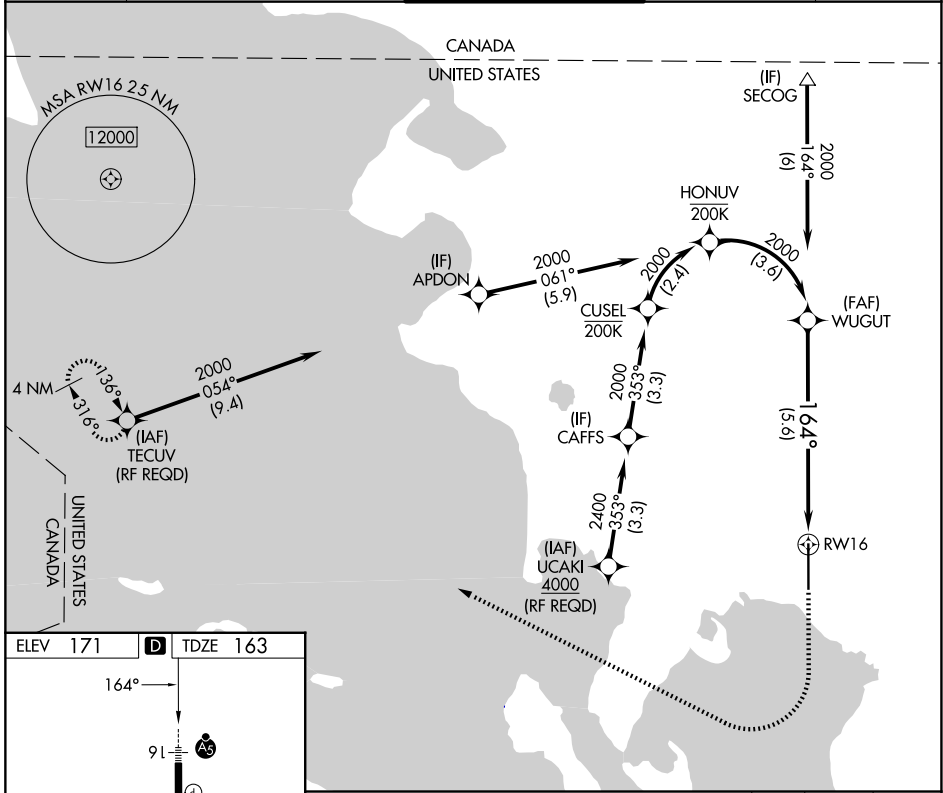 CANADA
UNITED STATES
MSA RW16 25 NM
12000
(IF)
SECOG
2000
164°
(6)
HONUV
200K
(IF)
APDON
2000
061°
(5.9)
2000
(2.4)
2000
(3.6)
CUSEL
200K
(FAF)
WUGUT
2000
353°
(3.3)
2000
054°
(9.4)
4 NM
136°
316°
(IAF)
TECUV
(RF REQD)
(IF)
CAFFS
164°
(5.6)
2400
353°
(3.3)
UNITED STATES
CANADA
(IAF)
UCAKI
4000
(RF REQD)
RW16
ELEV 171 D TDZE 163
164°
16
A5